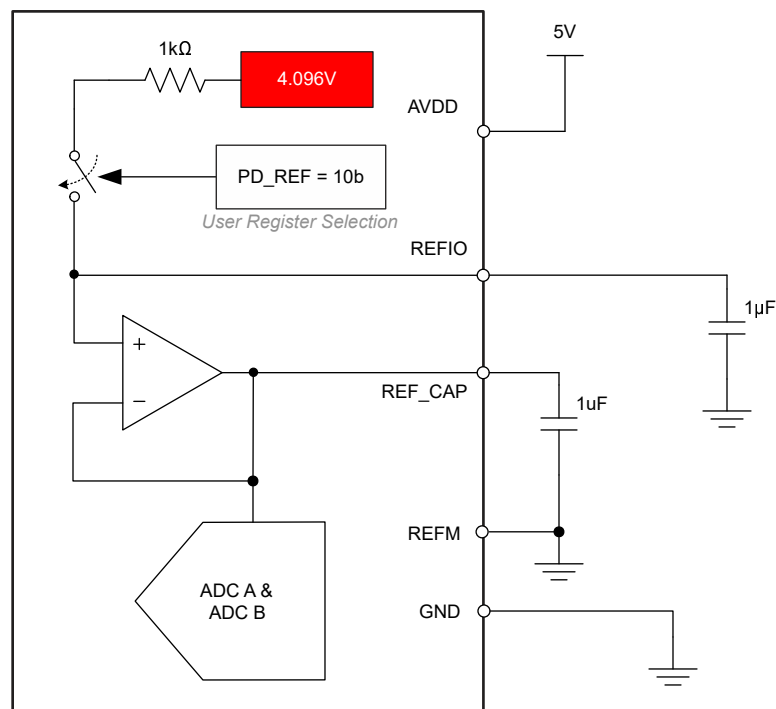 5V
1kΩ
4.096V
AVDD
PD_REF = 10b
User Register Selection
REFIO
1µF
+
−
REF_CAP
1uF
REFM
ADC A &
ADC B
GND